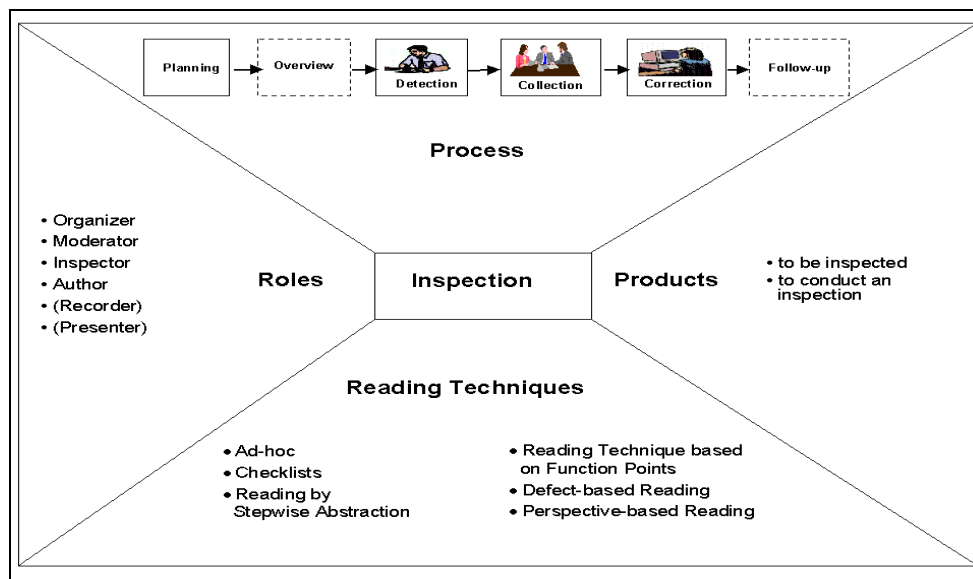 Planning
Overview
Detection
Collection
Correction
Follow-up
Process
• Organizer
• Moderator
• Inspector
• Author
• (Recorder)
• (Presenter)
Roles
Inspection
Products
• to be inspected
• to conduct an
inspection
Reading Techniques
• Ad-hoc
• Checklists
• Reading by
Stepwise Abstraction
• Reading Technique based
on Function Points
• Defect-based Reading
• Perspective-based Reading